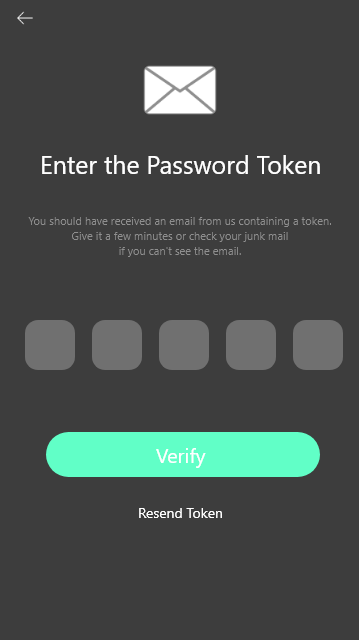 Enter the Password Token
You should have received an email from us containing a token.
Give it a few minutes or check your junk mail
if you can't see the email.
Verify
Resend Token